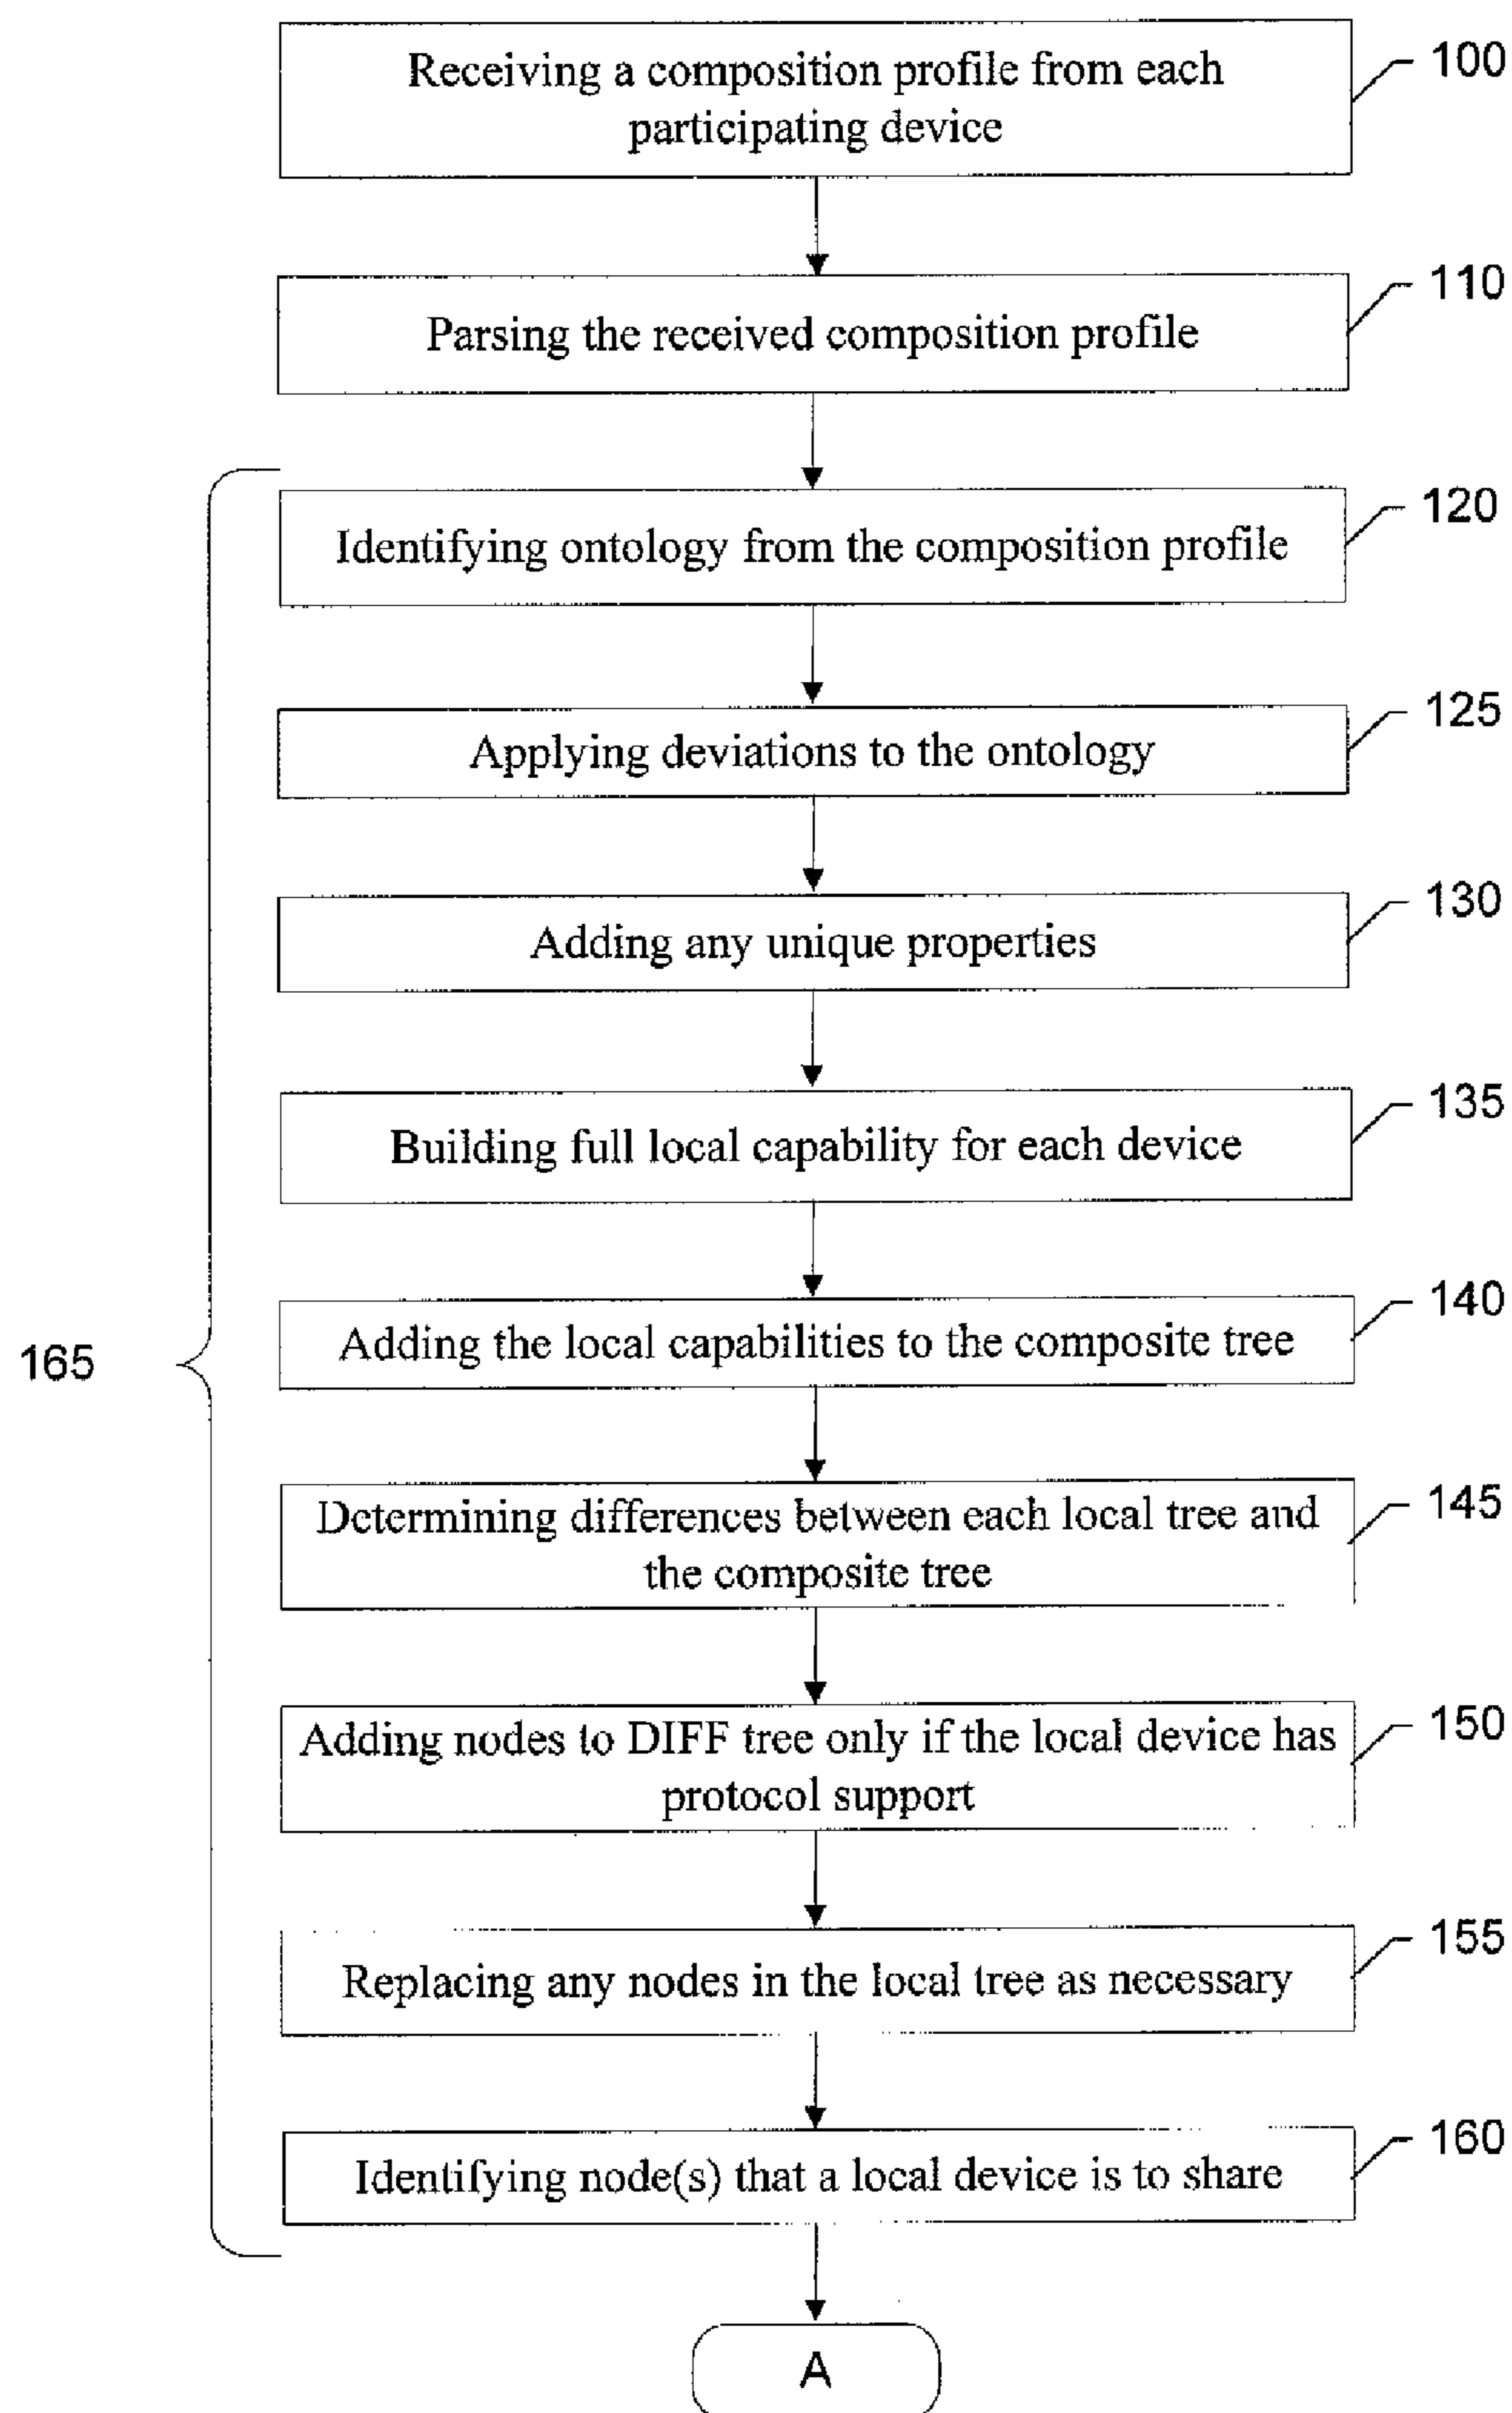 Receiving a composition profile from each
participating device
100
Parsing the received composition profile
110
Identifying ontology from the composition profile
120
Applying deviations to the ontology
125
Adding any unique properties
130
Building full local capability for each device
135
Adding the local capabilities to the composite tree
140
165
Determining differences between each local tree and
the composite tree
145
Adding nodes to DIFF tree only if the local device has
protocol support
150
Replacing any nodes in the local tree as necessary
155
Identifying node(s) that a local device is to share
160
A